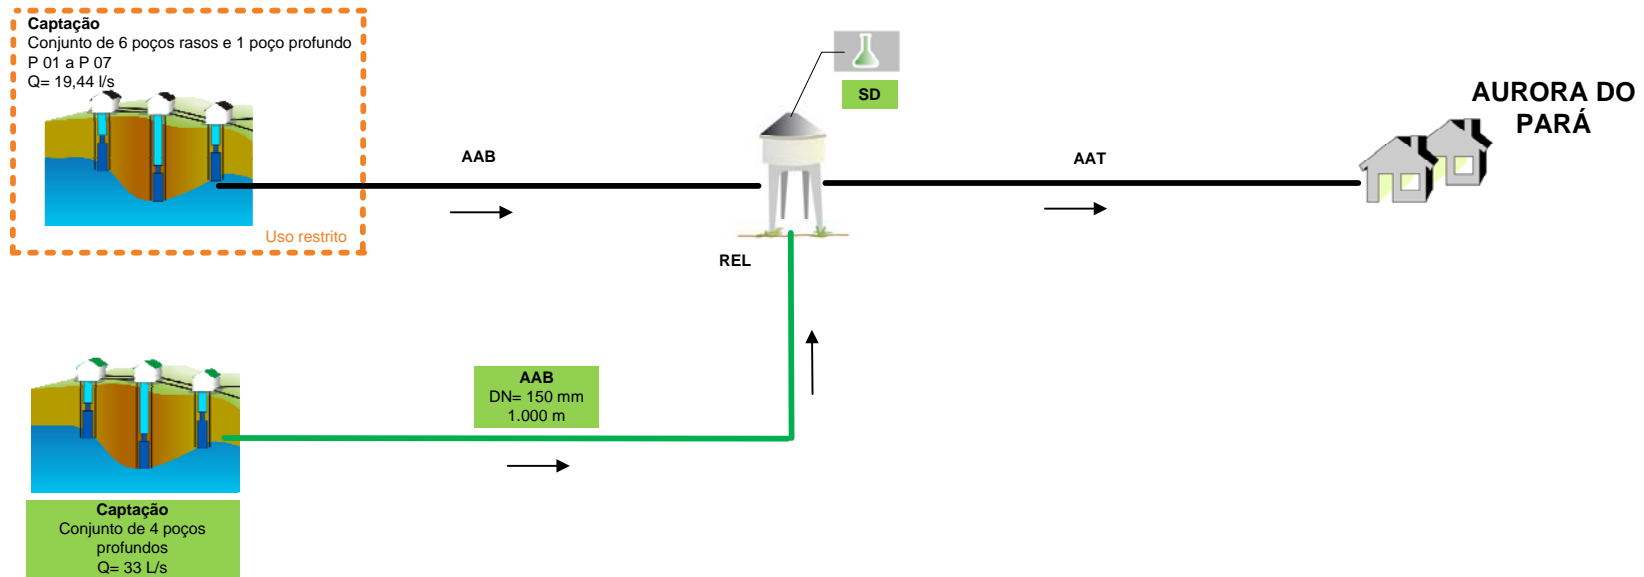 Captação
Conjunto de 6 poços rasos e 1 poço profundo
P 01 a P 07
Q= 19,44 l/s
Uso restrito
AAB
SD
REL
AAT
AURORA DO
PARÁ
AAB
DN= 150 mm
1.000 m
Captação
Conjunto de 4 poços
profundos
Q= 33 L/s